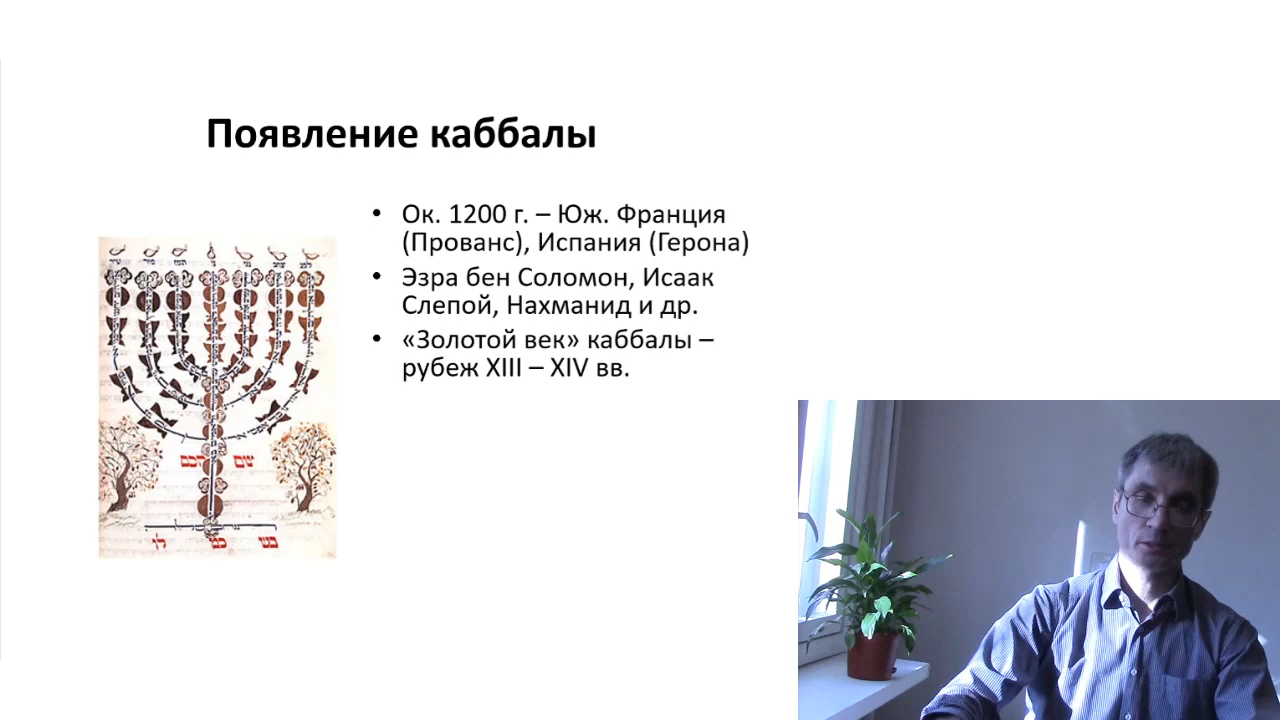 Появление каббалы
• Ок. 1200 г. – Юж. Франция
(Прованс), Испания (Герона)
• Эзра бен Соломон, Исаак
Слепой, Нахманид и др.
• «Золотой век» каббалы –
рубеж XIII – XIV вв.